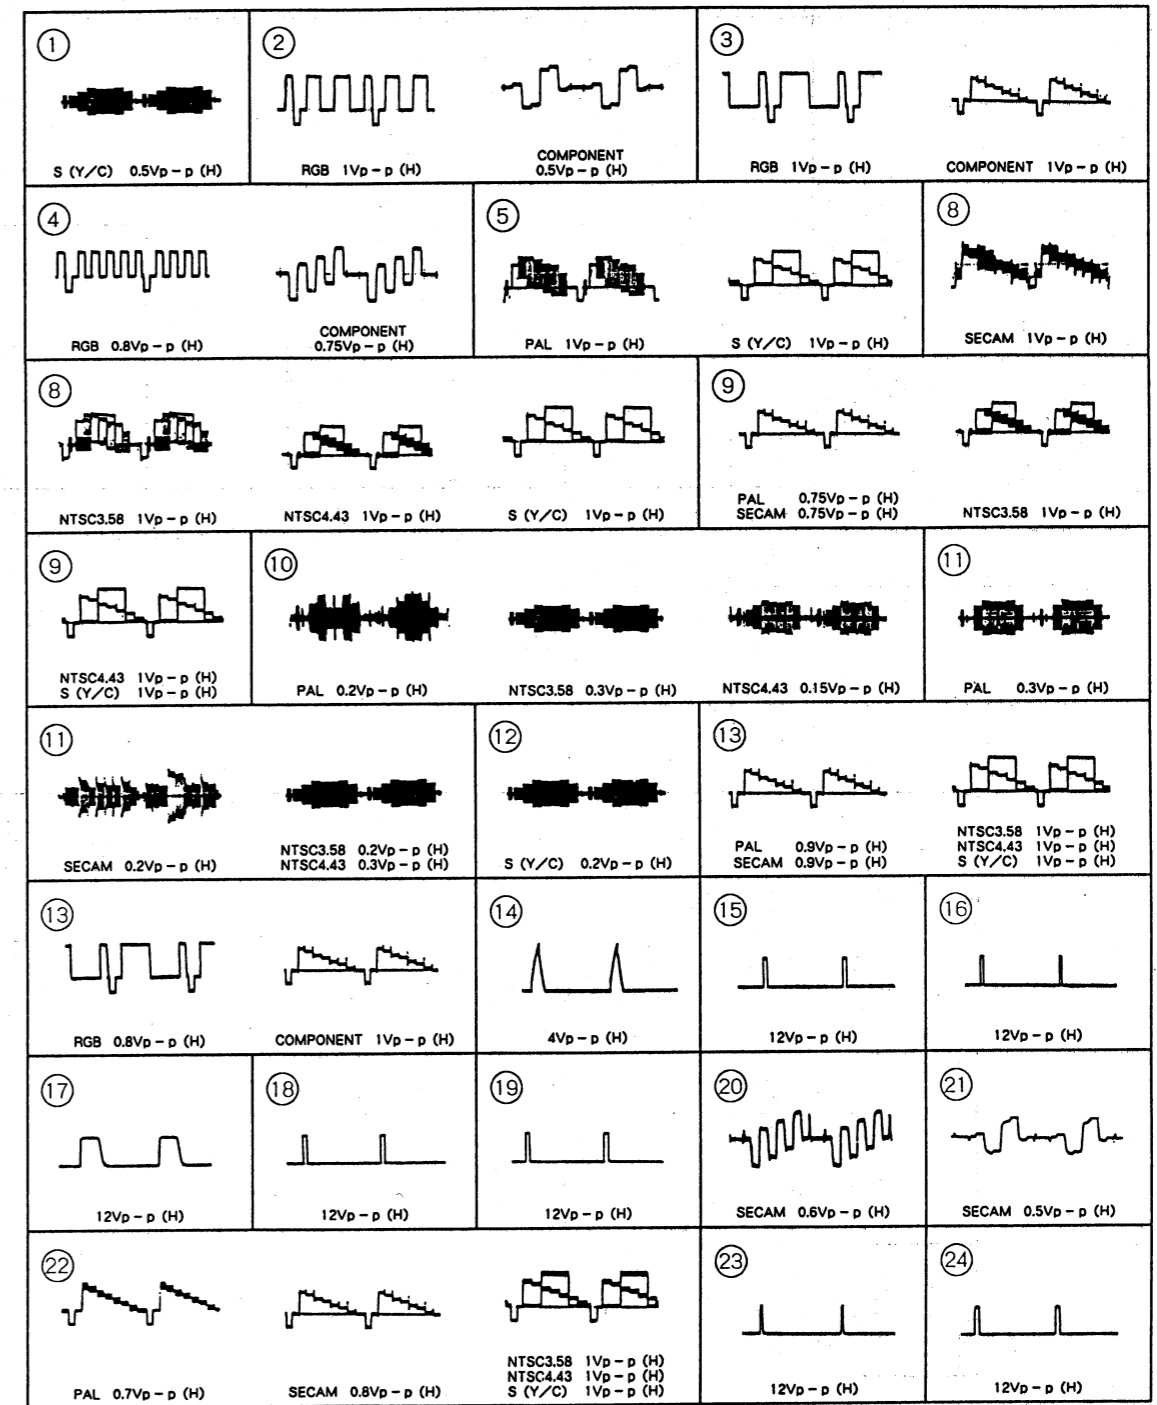 ①
S (Y/C) 0.5Vp-p (H)
②
RGB 1Vp-p (H)
COMPONENT
0.5Vp-p (H)
③
RGB 1Vp-p (H)
COMPONENT 1Vp-p (H)
④
RGB 0.8Vp-p (H)
COMPONENT
0.75Vp-p (H)
⑤
PAL 1Vp-p (H)
S (Y/C) 1Vp-p (H)
⑧
SECAM 1Vp-p (H)
⑧
NTSC3.58 1Vp-p (H)
NTSC4.43 1Vp-p (H)
S (Y/C) 1Vp-p (H)
⑨
PAL 0.75Vp-p (H)
SECAM 0.75Vp-p (H)
NTSC3.58 1Vp-p (H)
⑨
NTSC4.43 1Vp-p (H)
S (Y/C) 1Vp-p (H)
⑩
PAL 0.2Vp-p (H)
NTSC3.58 0.3Vp-p (H)
NTSC4.43 0.15Vp-p (H)
⑪
PAL 0.3Vp-p (H)
⑪
SECAM 0.2Vp-p (H)
NTSC3.58 0.2Vp-p (H)
NTSC4.43 0.3Vp-p (H)
⑫
S (Y/C) 0.2Vp-p (H)
⑬
PAL 0.9Vp-p (H)
SECAM 0.9Vp-p (H)
NTSC3.58 1Vp-p (H)
NTSC4.43 1Vp-p (H)
S (Y/C) 1Vp-p (H)
⑬
RGB 0.8Vp-p (H)
COMPONENT 1Vp-p (H)
⑭
4Vp-p (H)
⑮
12Vp-p (H)
⑯
12Vp-p (H)
⑰
12Vp-p (H)
⑱
12Vp-p (H)
⑲
12Vp-p (H)
⑳
SECAM 0.6Vp-p (H)
㉑
SECAM 0.5Vp-p (H)
㉒
PAL 0.7Vp-p (H)
SECAM 0.8Vp-p (H)
NTSC3.58 1Vp-p (H)
NTSC4.43 1Vp-p (H)
S (Y/C) 1Vp-p (H)
㉓
12Vp-p (H)
㉔
12Vp-p (H)